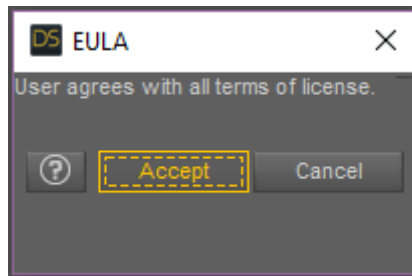 DS EULA
User agrees with all terms of license.
? Accept Cancel